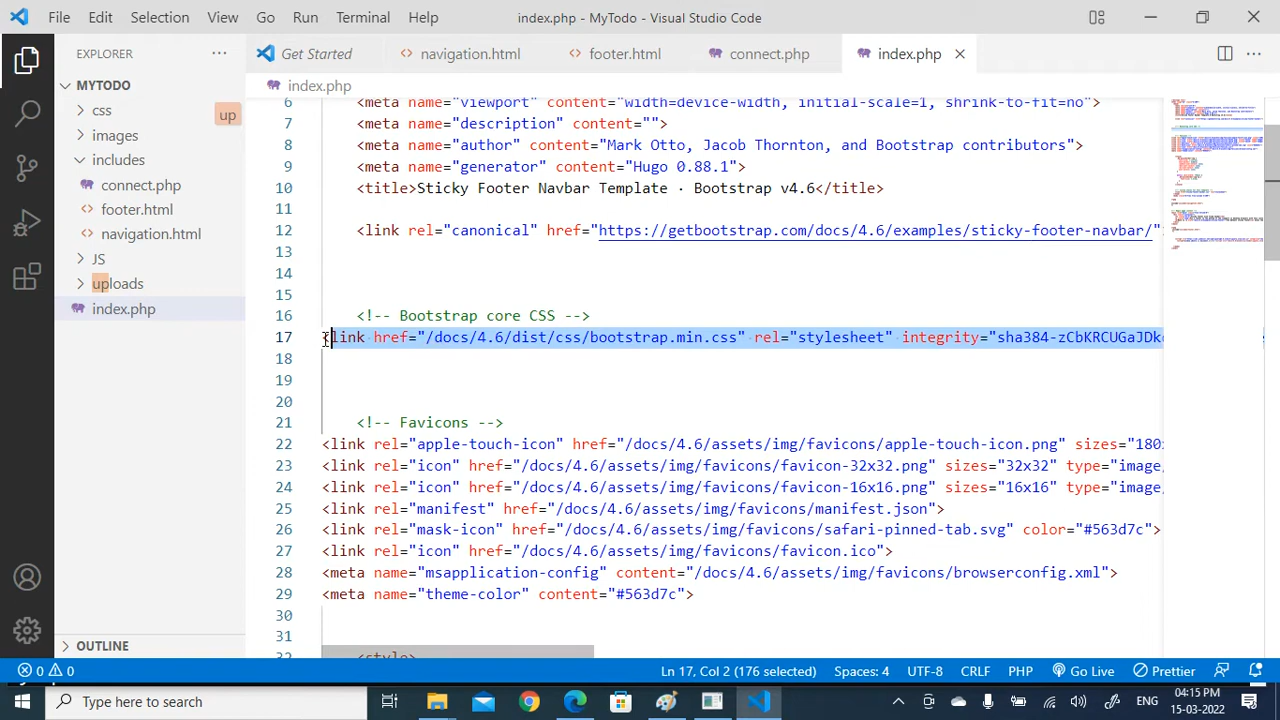 File Edit Selection View Go Run Terminal Help index.php - MyTodo - Visual Studio Code
EXPLORER ··· Get Started navigation.html footer.html connect.php index.php
MYTODO
index.php
css
up
images
includes
connect.php
footer.html
navigation.html
JS
uploads
index.php
OUTLINE
6 <meta name="viewport" content="width=device-width, initial-scale=1, shrink-to-fit=no">
7 <meta name="description" content="">
8 <meta name="author" content="Mark Otto, Jacob Thornton, and Bootstrap contributors">
9 <meta name="generator" content="Hugo 0.88.1">
10 <title>Sticky Footer Navbar Template · Bootstrap v4.6</title>
11
12 <link rel="canonical" href="https://getbootstrap.com/docs/4.6/examples/sticky-footer-navbar/"
13
14
15
16 <!-- Bootstrap core CSS -->
17 link href="/docs/4.6/dist/css/bootstrap.min.css" rel="stylesheet" integrity="sha384-zCbKRCUGaJDk
18
19
20
21 <!-- Favicons -->
22 <link rel="apple-touch-icon" href="/docs/4.6/assets/img/favicons/apple-touch-icon.png" sizes="180
23 <link rel="icon" href="/docs/4.6/assets/img/favicons/favicon-32x32.png" sizes="32x32" type="image/
24 <link rel="icon" href="/docs/4.6/assets/img/favicons/favicon-16x16.png" sizes="16x16" type="image/
25 <link rel="manifest" href="/docs/4.6/assets/img/favicons/manifest.json">
26 <link rel="mask-icon" href="/docs/4.6/assets/img/favicons/safari-pinned-tab.svg" color="#563d7c">
27 <link rel="icon" href="/docs/4.6/assets/img/favicons/favicon.ico">
28 <meta name="msapplication-config" content="/docs/4.6/assets/img/favicons/browserconfig.xml">
29 <meta name="theme-color" content="#563d7c">
30
31
32 <style>
0 0 Ln 17, Col 2 (176 selected) Spaces: 4 UTF-8 CRLF PHP Go Live Prettier
Type here to search ENG 04:15 PM
15-03-2022